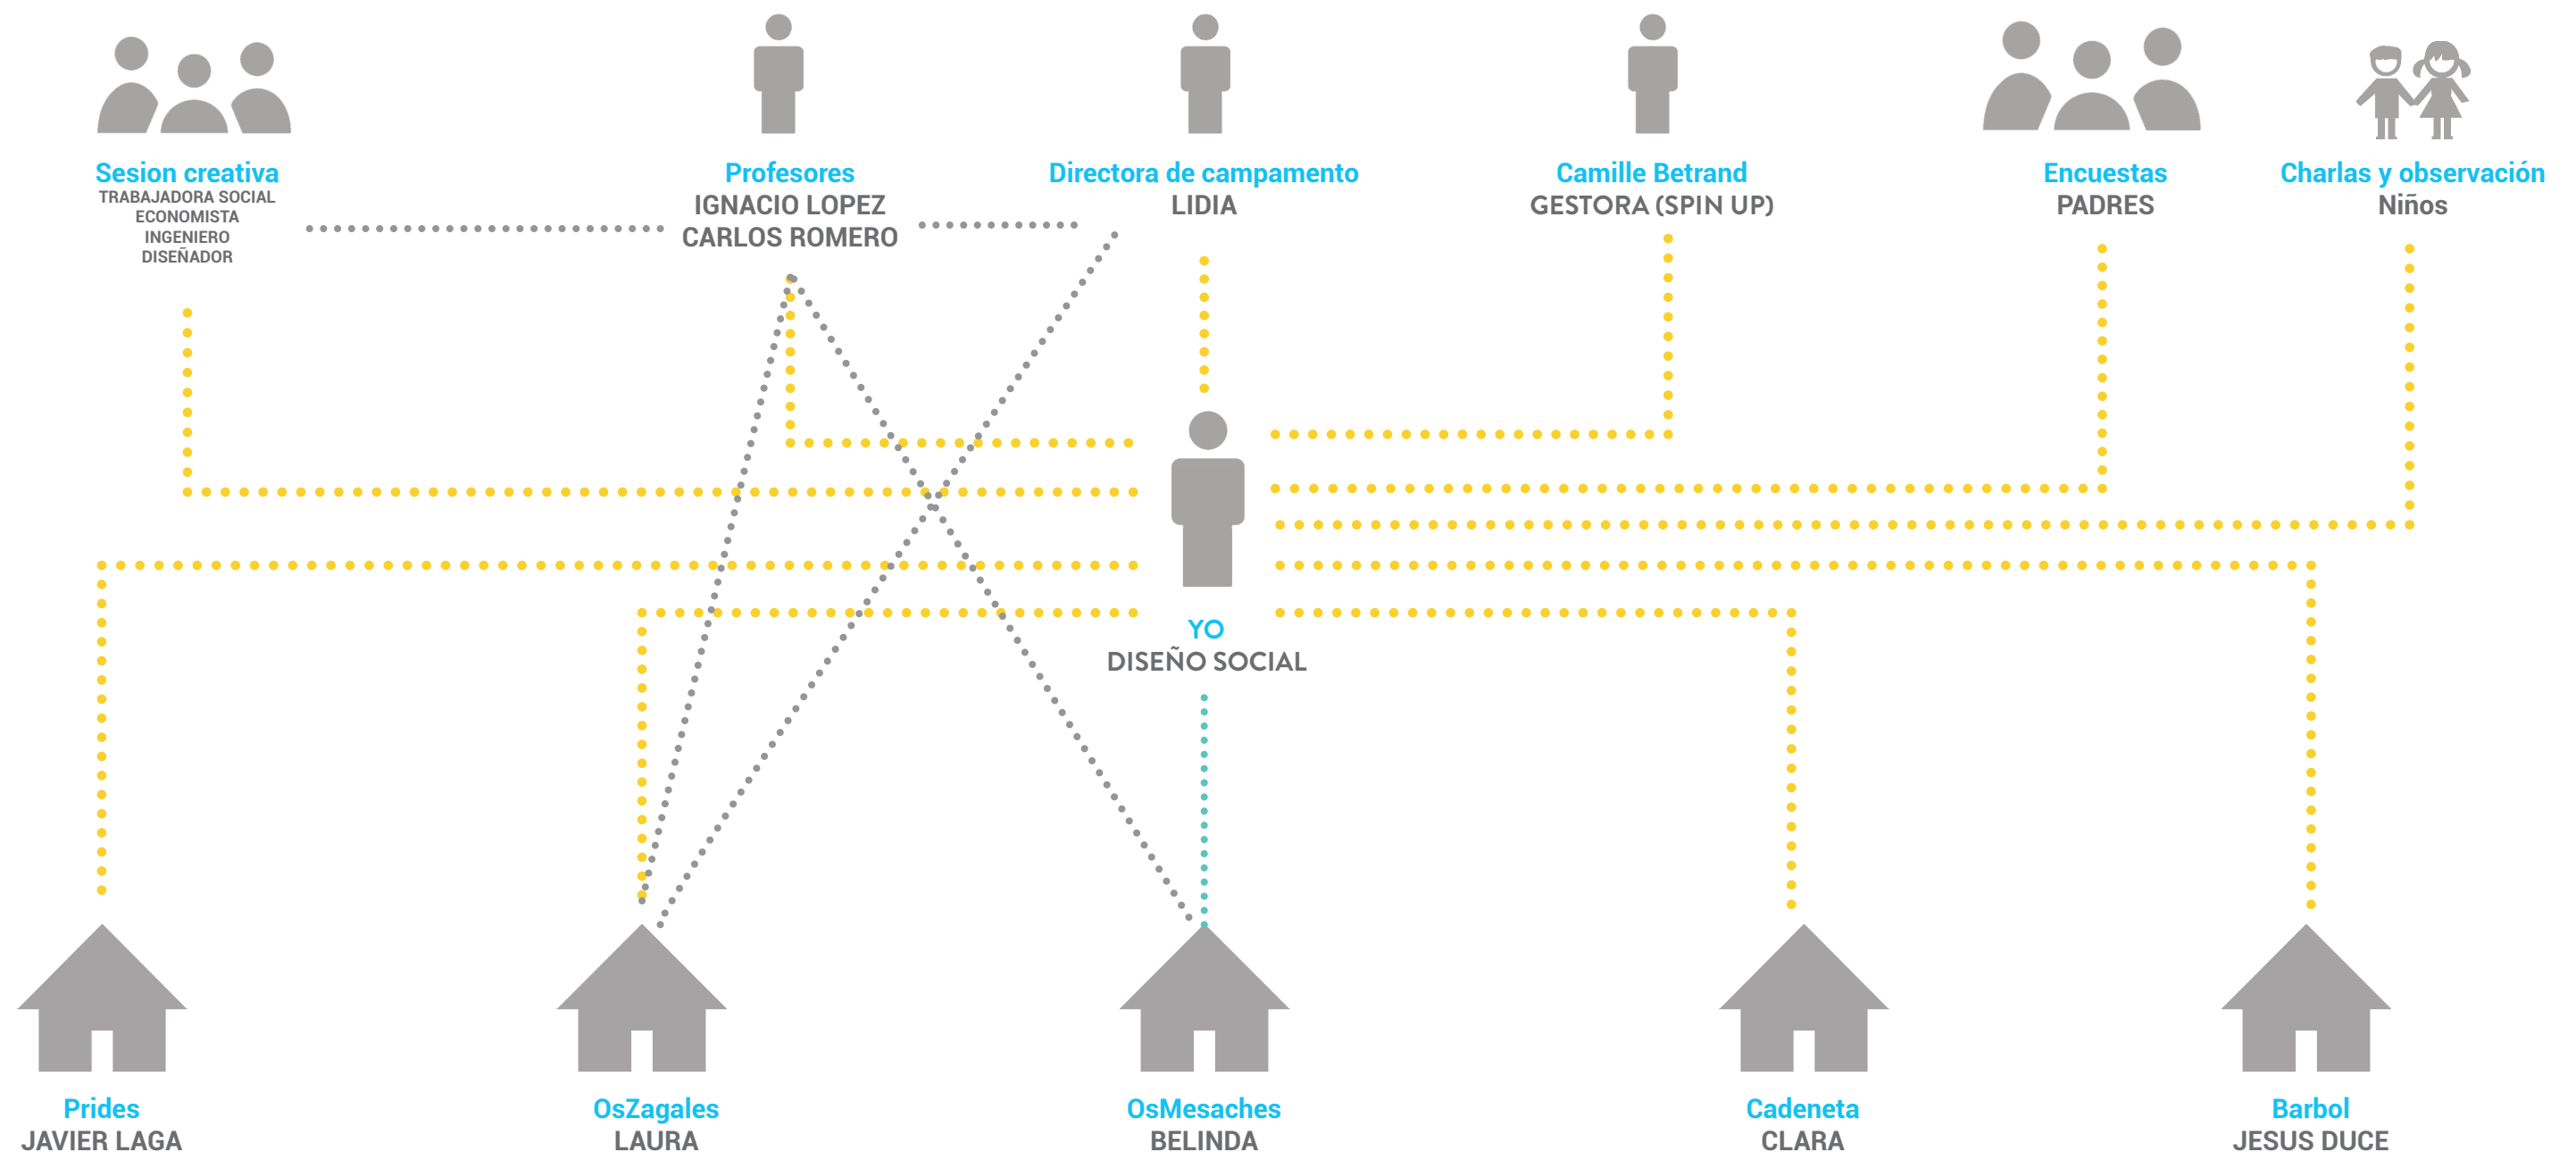 Sesion creativa
TRABAJADORA SOCIAL
ECONOMISTA
INGENIERO
DISEÑADOR
Profesores
IGNACIO LOPEZ
CARLOS ROMERO
Directora de campamento
LIDIA
Camille Betrand
GESTORA (SPIN UP)
Encuestas
PADRES
Charlas y observación
Niños
YO
DISEÑO SOCIAL
Prides
JAVIER LAGA
OsZagales
LAURA
OsMesaches
BELINDA
Cadeneta
CLARA
Barbol
JESUS DUCE